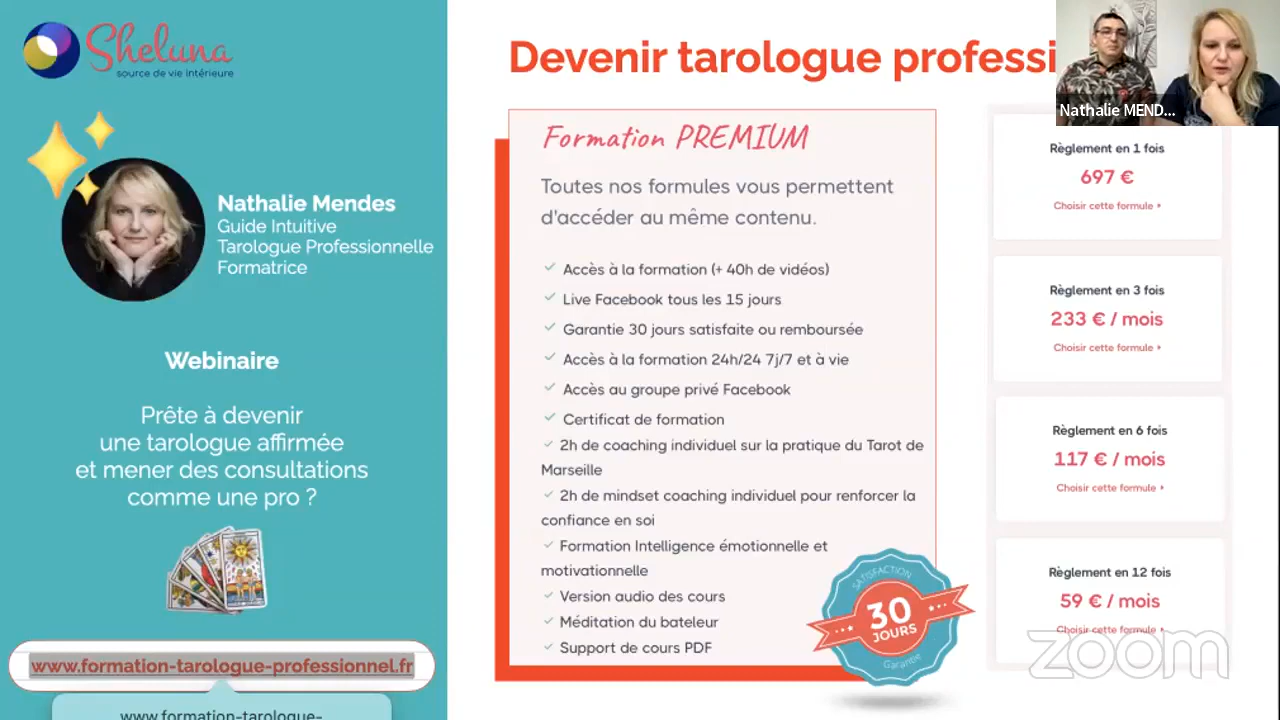 Sheluna
source de vie intérieure
Nathalie Mendes
Guide Intuitive
Tarologue Professionnelle
Formatrice
Webinaire
Prête à devenir
une tarologue affirmée
et mener des consultations
comme une pro ?
www.formation-tarologue-professionnel.fr
www.formation-tarologue-
Devenir tarologue professi
Formation PREMIUM
Toutes nos formules vous permettent
d'accéder au même contenu.
Accès à la formation (+ 40h de vidéos)
Live Facebook tous les 15 jours
Garantie 30 jours satisfaite ou remboursée
Accès à la formation 24h/24 7j/7 et à vie
Accès au groupe privé Facebook
Certificat de formation
2h de coaching individuel sur la pratique du Tarot de
Marseille
2h de mindset coaching individuel pour renforcer la
confiance en soi
Formation Intelligence émotionnelle et
motivationnelle
Version audio des cours
Méditation du bateleur
Support de cours PDF
SATISFACTION
30
JOURS
Garantie
Nathalie MEND...
Règlement en 1 fois
697 €
Choisir cette formule
Règlement en 3 fois
233 € / mois
Choisir cette formule
Règlement en 6 fois
117 € / mois
Choisir cette formule
Règlement en 12 fois
59 € / mois
Choisir cette formule
zoom